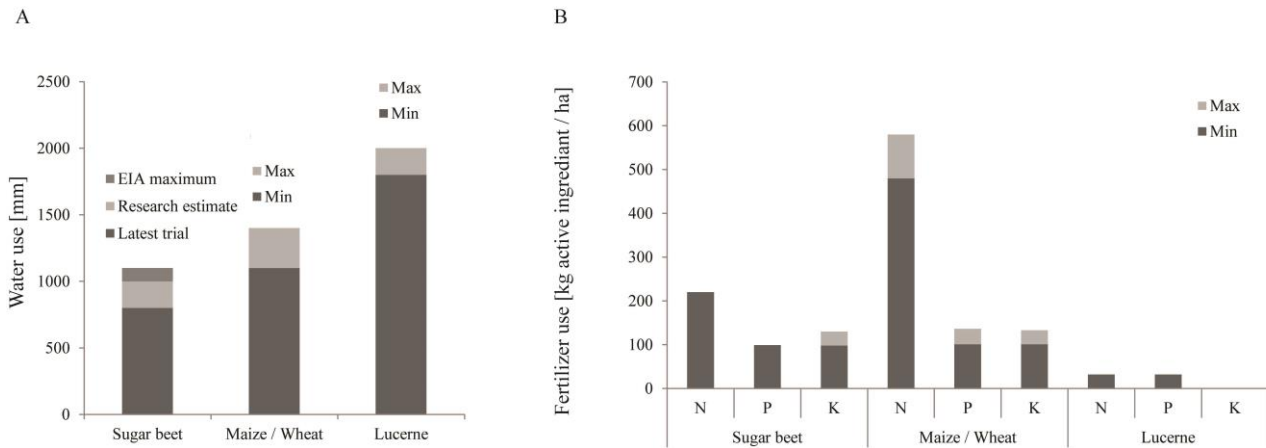 A
Water use [mm]
2500
2000
1500
1000
500
0
EIA maximum
Research estimate
Latest trial
Max
Min
Max
Min
Sugar beet
Maize / Wheat
Lucerne
B
Fertilizer use [kg active ingrediant / ha]
700
600
500
400
300
200
100
0
Max
Min
N P K N P K N P K
Sugar beet Maize / Wheat Lucerne